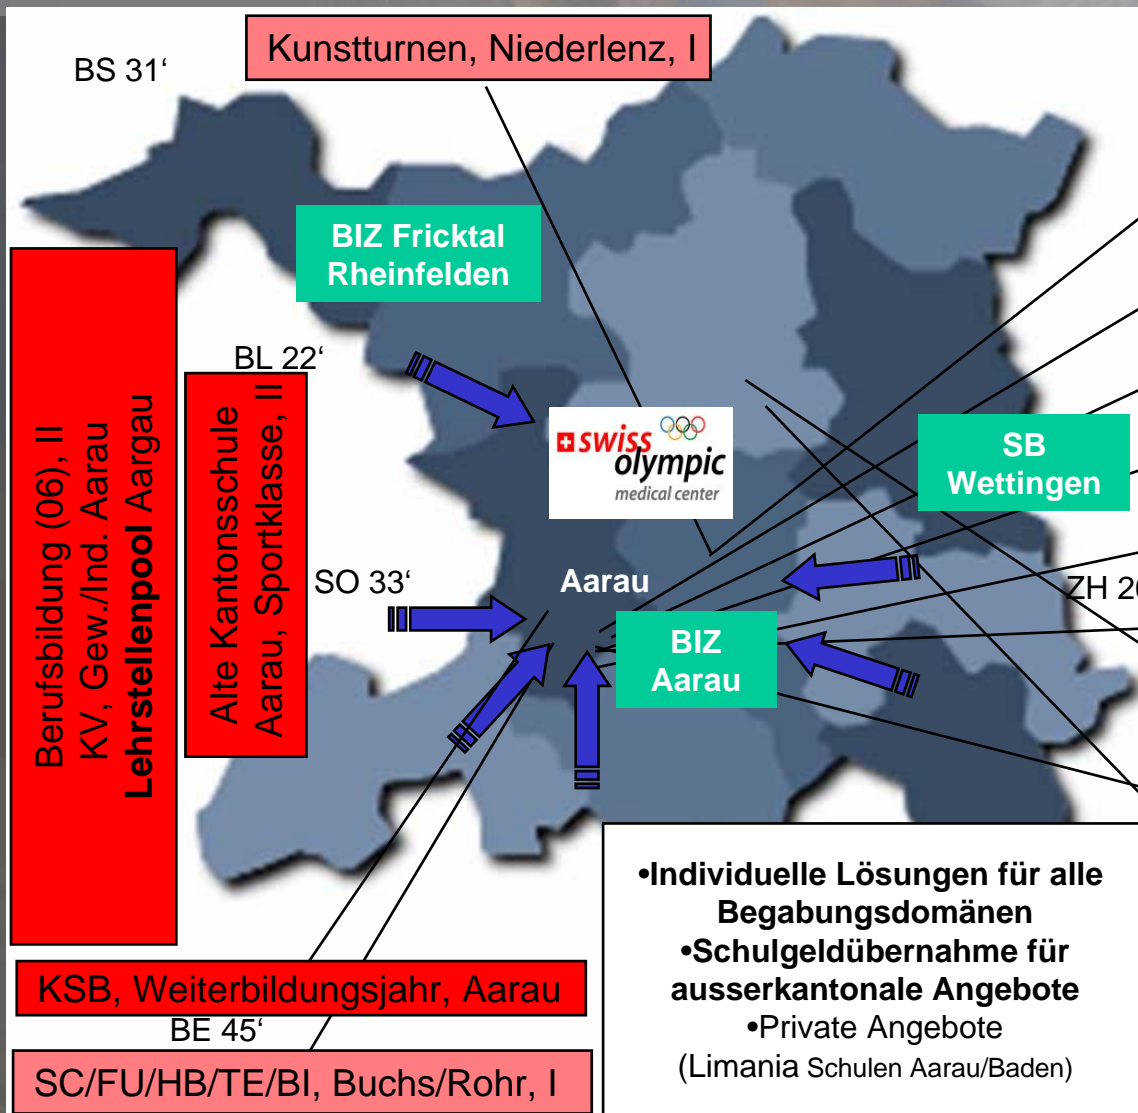 Kunstturnen, Niederlenz, I
BS 31‘
BIZ Fricktal
Rheinfelden
BL 22‘
Berufsbildung (06), II
KV, Gew./Ind. Aarau
Lehrstellenpool Aargau
Alte Kantonsschule
Aarau, Sportklasse, II
swiss
olympic
medical center
SB
Wettingen
SO 33‘
Aarau
ZH 26
BIZ
Aarau
•Individuelle Lösungen für alle
Begabungsdomänen
•Schulgeldübernahme für
ausserkantonale Angebote
•Private Angebote
(Limania Schulen Aarau/Baden)
KSB, Weiterbildungsjahr, Aarau
BE 45‘
SC/FU/HB/TE/BI, Buchs/Rohr, I